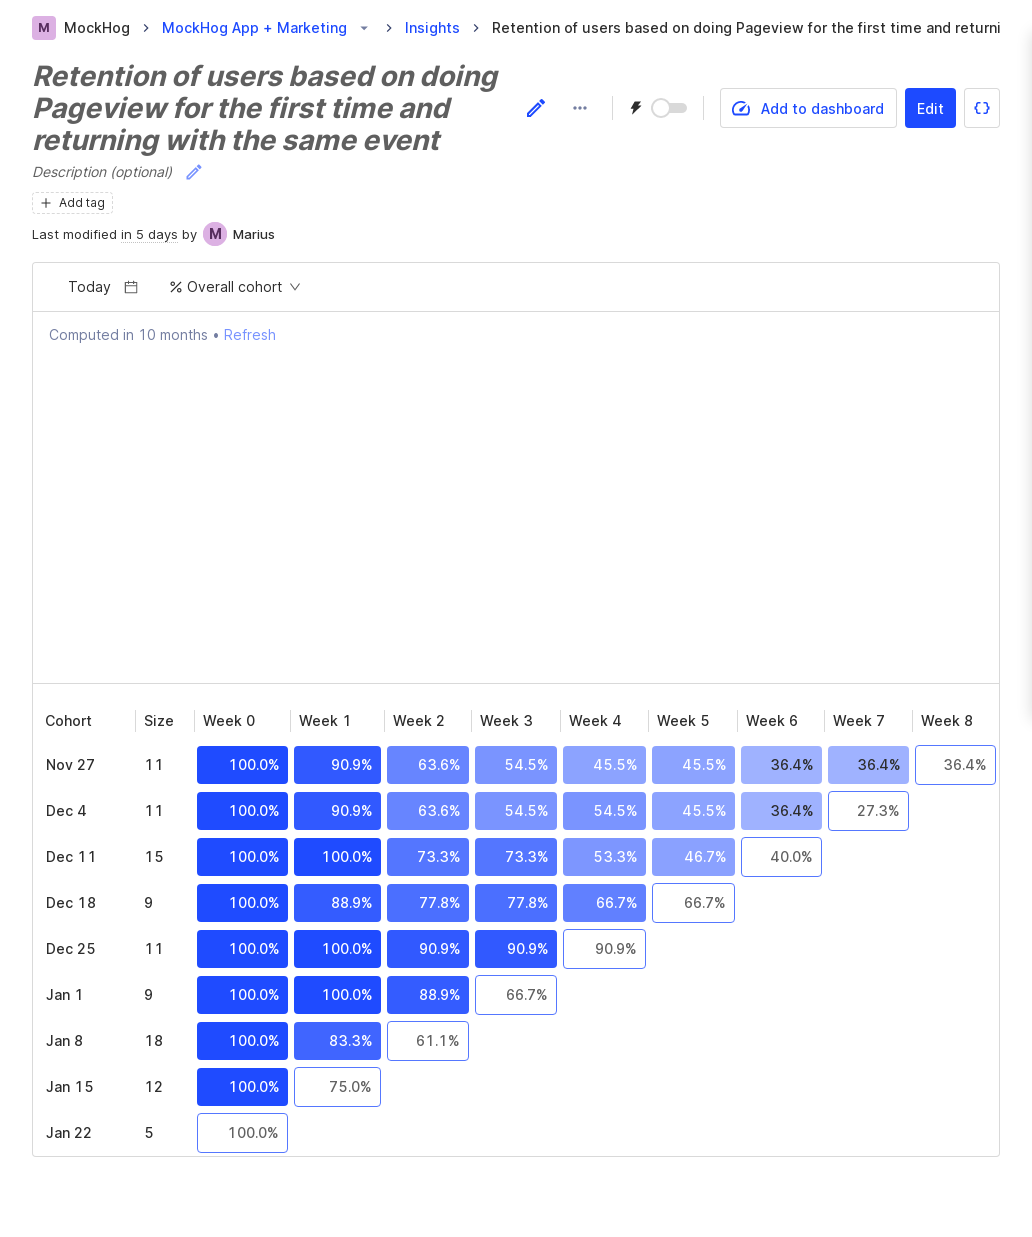 M MockHog > MockHog App + Marketing > Insights > Retention of users based on doing Pageview for the first time and returni
Retention of users based on doing
Pageview for the first time and
returning with the same event
Add to dashboard Edit {}
Description (optional)
+ Add tag
Last modified in 5 days by M Marius
Today % Overall cohort
Computed in 10 months • Refresh
Cohort Size Week 0 Week 1 Week 2 Week 3 Week 4 Week 5 Week 6 Week 7 Week 8
Nov 27 11 100.0% 90.9% 63.6% 54.5% 45.5% 45.5% 36.4% 36.4% 36.4%
Dec 4 11 100.0% 90.9% 63.6% 54.5% 54.5% 45.5% 36.4% 27.3%
Dec 11 15 100.0% 100.0% 73.3% 73.3% 53.3% 46.7% 40.0%
Dec 18 9 100.0% 88.9% 77.8% 77.8% 66.7% 66.7%
Dec 25 11 100.0% 100.0% 90.9% 90.9% 90.9%
Jan 1 9 100.0% 100.0% 88.9% 66.7%
Jan 8 18 100.0% 83.3% 61.1%
Jan 15 12 100.0% 75.0%
Jan 22 5 100.0%